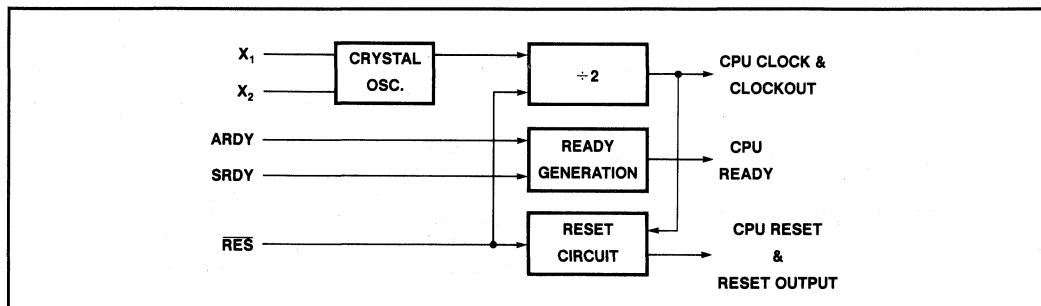 X₁
X₂
CRYSTAL
OSC.
÷2
CPU CLOCK &
CLOCKOUT
ARDY
SRDY
READY
GENERATION
CPU
READY
R̅E̅S̅
RESET
CIRCUIT
CPU RESET
&
RESET OUTPUT